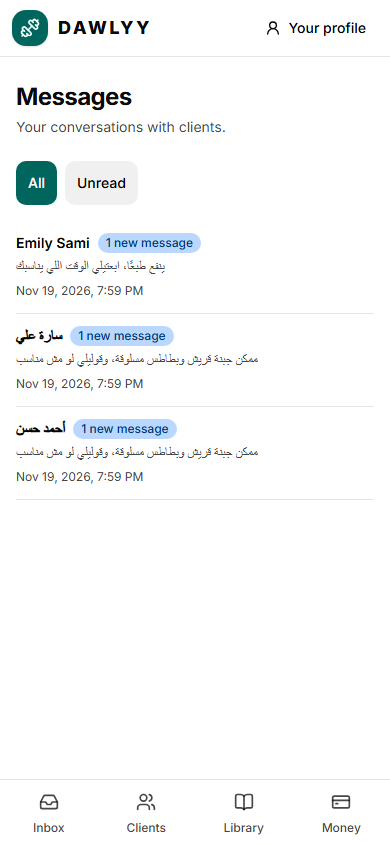 DAWLYY
Your profile
Messages
Your conversations with clients.
All
Unread
Emily Sami
1 new message
ينفع طبعًا، ابعتيلي الوقت اللي يناسبك
Nov 19, 2026, 7:59 PM
سارة علي
1 new message
ممكن جبنة قريش وبطاطس مسلوقة، وقوليلي لو مش مناسب
Nov 19, 2026, 7:59 PM
أحمد حسن
1 new message
ممكن جبنة قريش وبطاطس مسلوقة، وقوليلي لو مش مناسب
Nov 19, 2026, 7:59 PM
Inbox
Clients
Library
Money